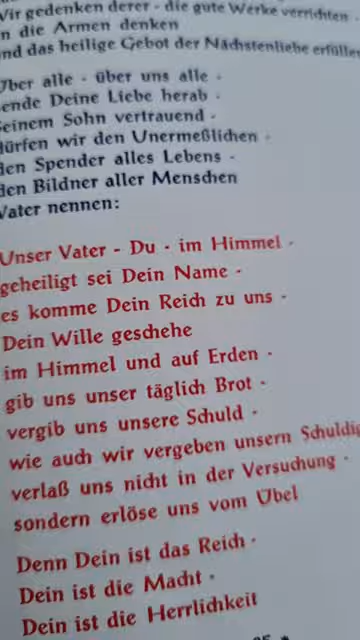 Wir gedenken derer - die gute Werke verrichten -
n die Armen denken
nd das heilige Gebot der Nächstenliebe erfüllen
Über alle - über uns alle -
ende Deine Liebe herab -
Seinem Sohn vertrauend -
dürfen wir den Unermeßlichen -
den Spender alles Lebens -
den Bildner aller Menschen
Vater nennen:
Unser Vater - Du - im Himmel -
geheiligt sei Dein Name -
es komme Dein Reich zu uns -
Dein Wille geschehe
im Himmel und auf Erden -
gib uns unser täglich Brot -
vergib uns unsere Schuld -
wie auch wir vergeben unsern Schuldig
verlaß uns nicht in der Versuchung -
sondern erlöse uns vom Übel
Denn Dein ist das Reich -
Dein ist die Macht -
Dein ist die Herrlichkeit